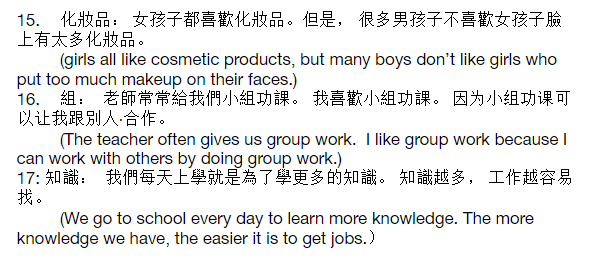 15. 化妝品： 女孩子都喜歡化妝品。但是， 很多男孩子不喜歡女孩子臉
上有太多化妝品。
(girls all like cosmetic products, but many boys don't like girls who
put too much makeup on their faces.)
16. 組： 老師常常給我們小組功課。 我喜歡小組功課。 因为小组功课可
以让我跟別人·合作。
(The teacher often gives us group work. I like group work because I
can work with others by doing group work.)
17: 知識： 我們每天上學就是為了學更多的知識。 知識越多， 工作越容易
找。
(We go to school every day to learn more knowledge. The more
knowledge we have, the easier it is to get jobs.）